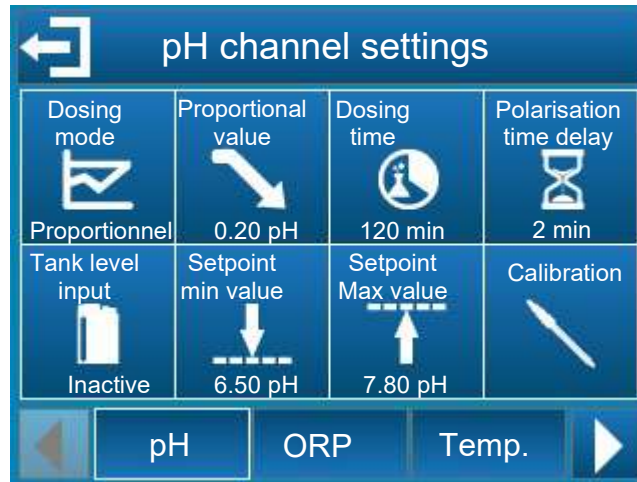 pH channel settings
Dosing
mode
Proportionnel
Proportional
value
0.20 pH
Dosing
time
120 min
Polarisation
time delay
2 min
Tank level
input
Inactive
Setpoint
min value
6.50 pH
Setpoint
Max value
7.80 pH
Calibration
pH
ORP
Temp.